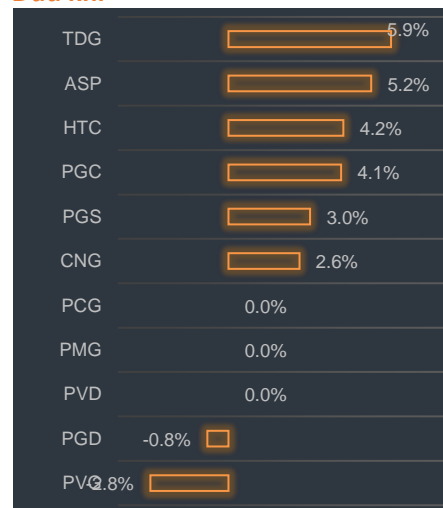 TDG 5.9%
ASP 5.2%
HTC 4.2%
PGC 4.1%
PGS 3.0%
CNG 2.6%
PCG 0.0%
PMG 0.0%
PVD 0.0%
PGD -0.8%
-2.8%